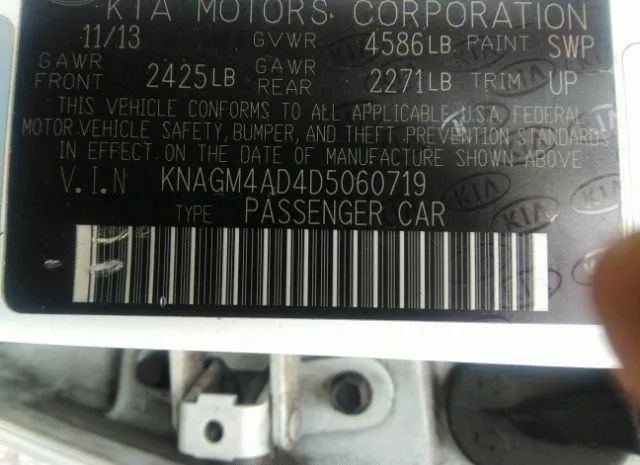 KIA MOTORS CORPORATION
11/13 GVWR 4586LB PAINT SWP
GAWR FRONT 2425LB GAWR REAR 2271LB TRIM UP
THIS VEHICLE CONFORMS TO ALL APPLICABLE U.S.A. FEDERAL
MOTOR VEHICLE SAFETY, BUMPER, AND THEFT PREVENTION STANDARDS
IN EFFECT ON THE DATE OF MANUFACTURE SHOWN ABOVE
V.I.N KNAGM4AD4D5060719
TYPE PASSENGER CAR